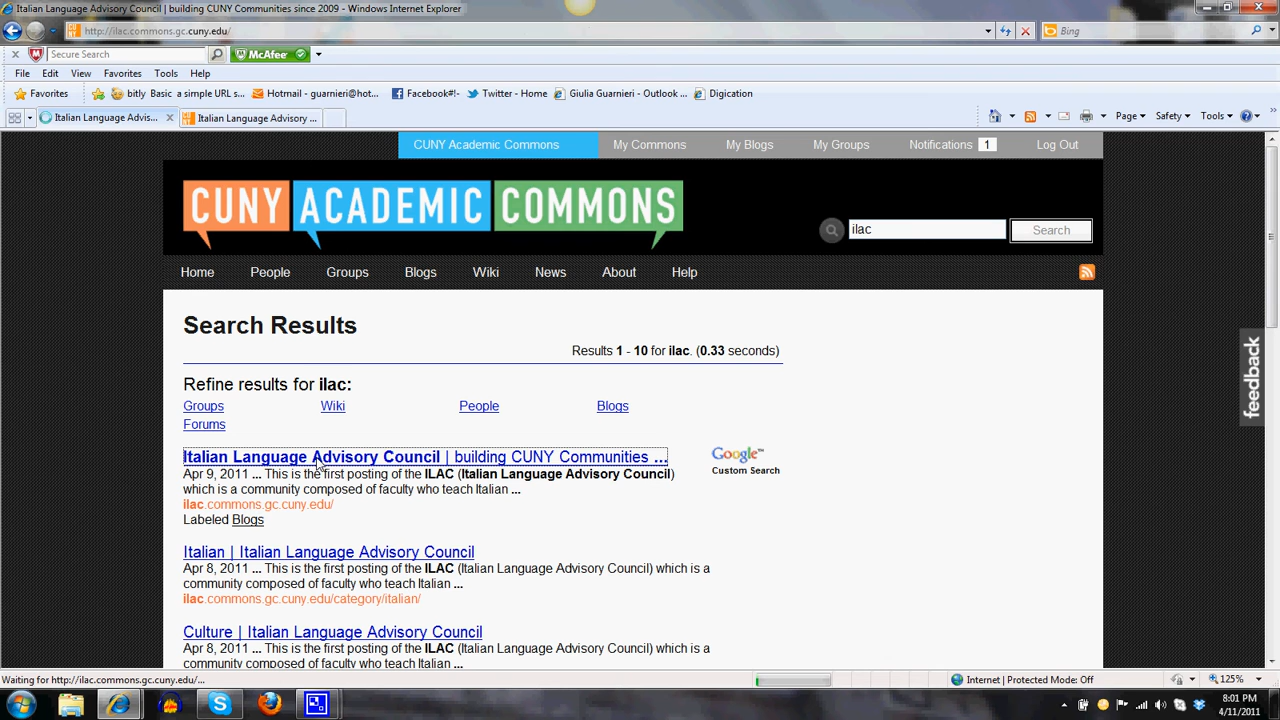 Italian Language Advisory Council | building CUNY Communities since 2009 - Windows Internet Explorer
http://ilac.commons.gc.cuny.edu/
Bing
Secure Search
McAfee
File Edit View Favorites Tools Help
Favorites
bitly Basic a simple URL s...
Hotmail - guarnieri@hot...
Facebook#!-
Twitter - Home
Giulia Guarnieri - Outlook ...
Digication
Italian Language Advis...
Italian Language Advisory ...
Page
Safety
Tools
CUNY Academic Commons
My Commons
My Blogs
My Groups
Notifications 1
Log Out
CUNY ACADEMIC COMMONS
ilac
Search
Home People Groups Blogs Wiki News About Help
Search Results
Results 1 - 10 for ilac. (0.33 seconds)
Refine results for ilac:
Groups Wiki People Blogs
Forums
Italian Language Advisory Council | building CUNY Communities ...
Apr 9, 2011 ... This is the first posting of the ILAC (Italian Language Advisory Council)
which is a community composed of faculty who teach Italian ...
ilac.commons.gc.cuny.edu/
Labeled Blogs
Google™
Custom Search
Italian | Italian Language Advisory Council
Apr 8, 2011 ... This is the first posting of the ILAC (Italian Language Advisory Council) which is a
community composed of faculty who teach Italian ...
ilac.commons.gc.cuny.edu/category/italian/
Culture | Italian Language Advisory Council
Apr 8, 2011 ... This is the first posting of the ILAC (Italian Language Advisory Council) which is a
community composed of faculty who teach Italian ...
feedback
Waiting for http://ilac.commons.gc.cuny.edu/...
Internet | Protected Mode: Off
125%
8:01 PM
4/11/2011